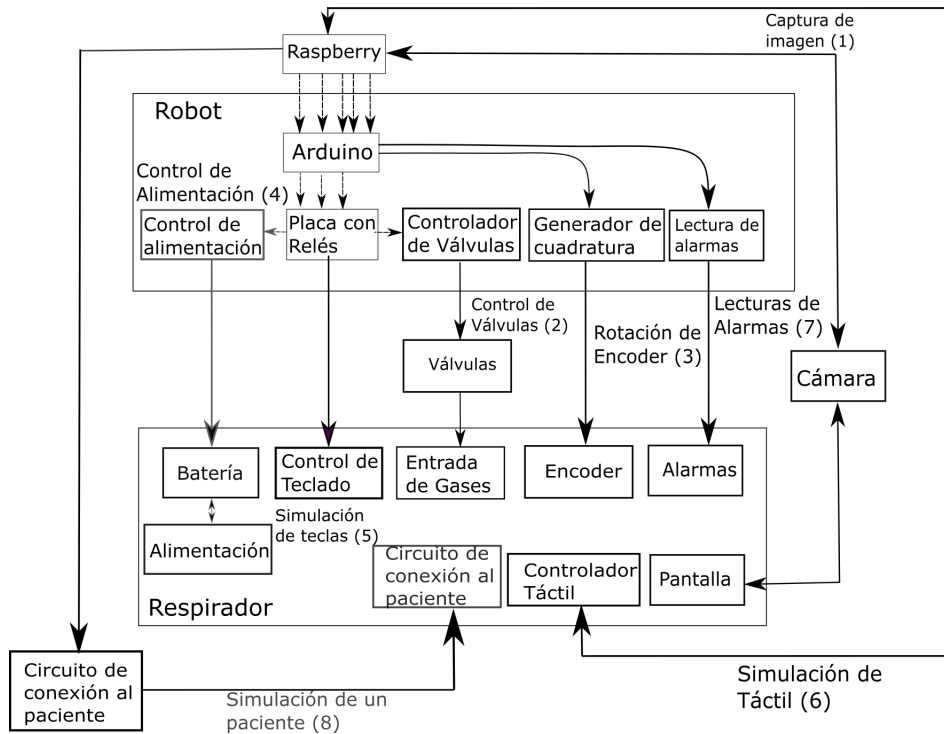 Captura de
imagen (1)
Raspberry
Robot
Arduino
Control de
Alimentación (4)
Control de
alimentación
Placa con
Relés
Controlador
de Válvulas
Generador de
cuadratura
Lectura de
alarmas
Control de
Válvulas (2)
Rotación de
Encoder (3)
Lecturas de
Alarmas (7)
Válvulas
Cámara
Batería
Control de
Teclado
Entrada
de Gases
Encoder
Alarmas
Simulación
de teclas (5)
Alimentación
Circuito de
conexión al
paciente
Controlador
Táctil
Pantalla
Respirador
Circuito de
conexión al
paciente
Simulación de un
paciente (8)
Simulación de
Táctil (6)